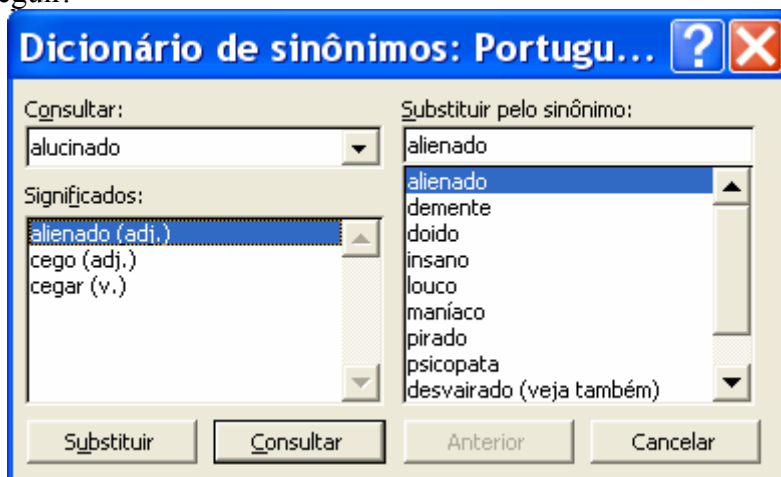 Dicionário de sinônimos: Portugu...
Consultar:
alucinado
Significados:
alienado (adj.)
cego (adj.)
cegar (v.)
Substituir pelo sinônimo:
alienado
alienado
demente
doido
insano
louco
maníaco
pirado
psicopata
desvairado (veja também)
Substituir
Consultar
Anterior
Cancelar